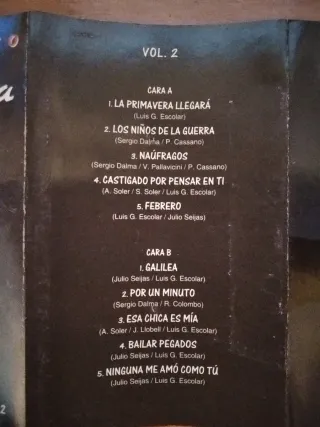 VOL. 2
CARA A
1. LA PRIMAVERA LLEGARÁ
(Luis G. Escolar)
2. LOS NIÑOS DE LA GUERRA
(Sergio Dalma / P. Cassano)
3. NAÚFRAGOS
(Sergio Dalma / V. Pallavicini / P. Cassano)
4. CASTIGADO POR PENSAR EN TI
(A. Soler / S. Soler / Luis G. Escolar)
5. FEBRERO
(Luis G. Escolar / Julio Seijas)
CARA B
1. GALILEA
(Julio Seijas / Luis G. Escolar)
2. POR UN MINUTO
(Sergio Dalma / R. Colombo)
3. ESA CHICA ES MÍA
(A. Soler / J. Llobell / Luis G. Escolar)
4. BAILAR PEGADOS
(Julio Seijas / Luis G. Escolar)
5. NINGUNA ME AMÓ COMO TÚ
(Julio Seijas / Luis G. Escolar)